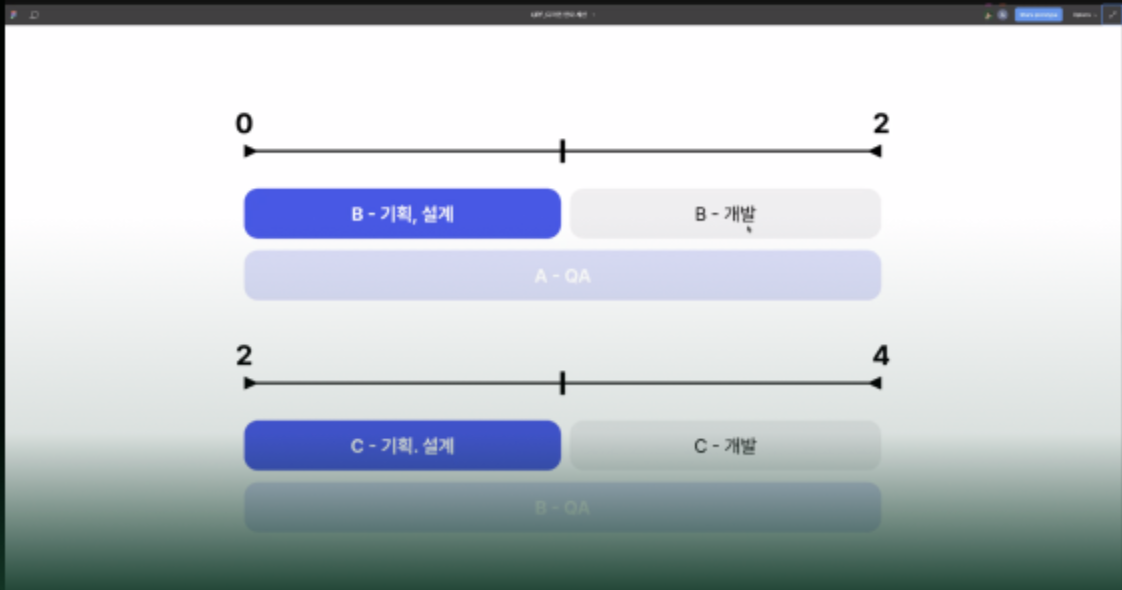 0 2
B - 기획, 설계
B - 개발
A - QA
2 4
C - 기획. 설계
C - 개발
B - QA